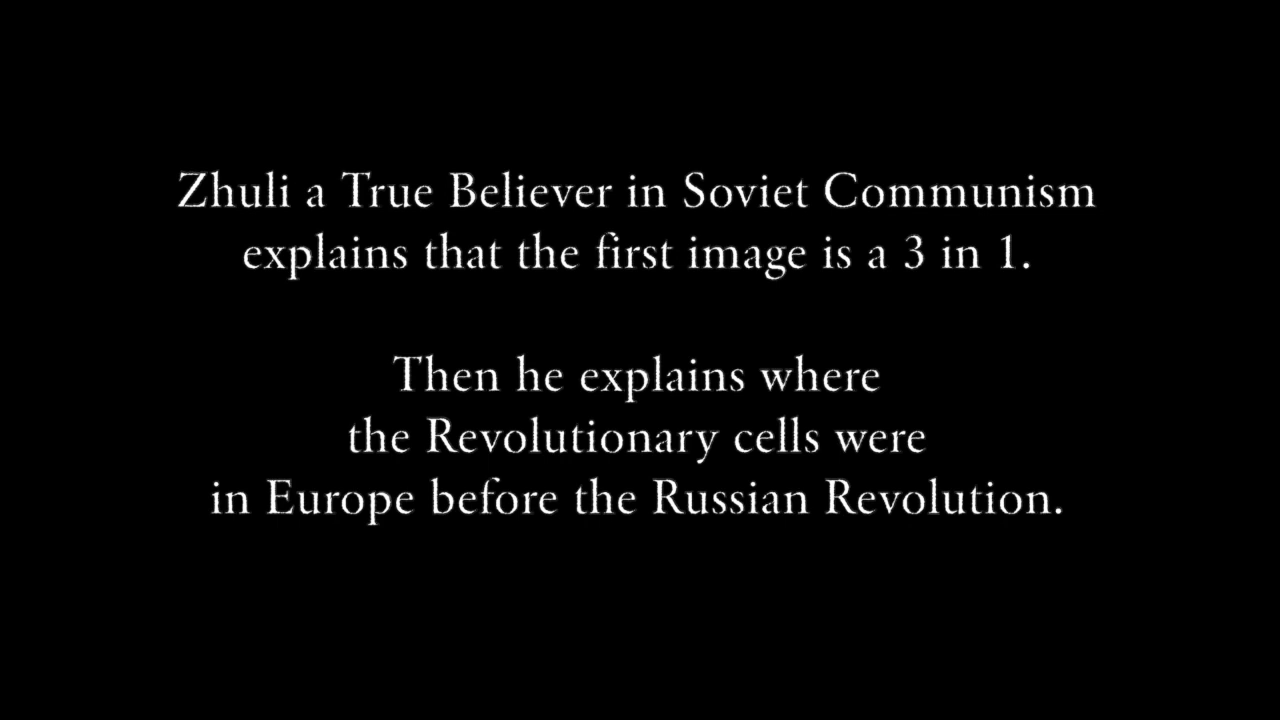 Zhuli a True Believer in Soviet Communism
explains that the first image is a 3 in 1.
Then he explains where
the Revolutionary cells were
in Europe before the Russian Revolution.